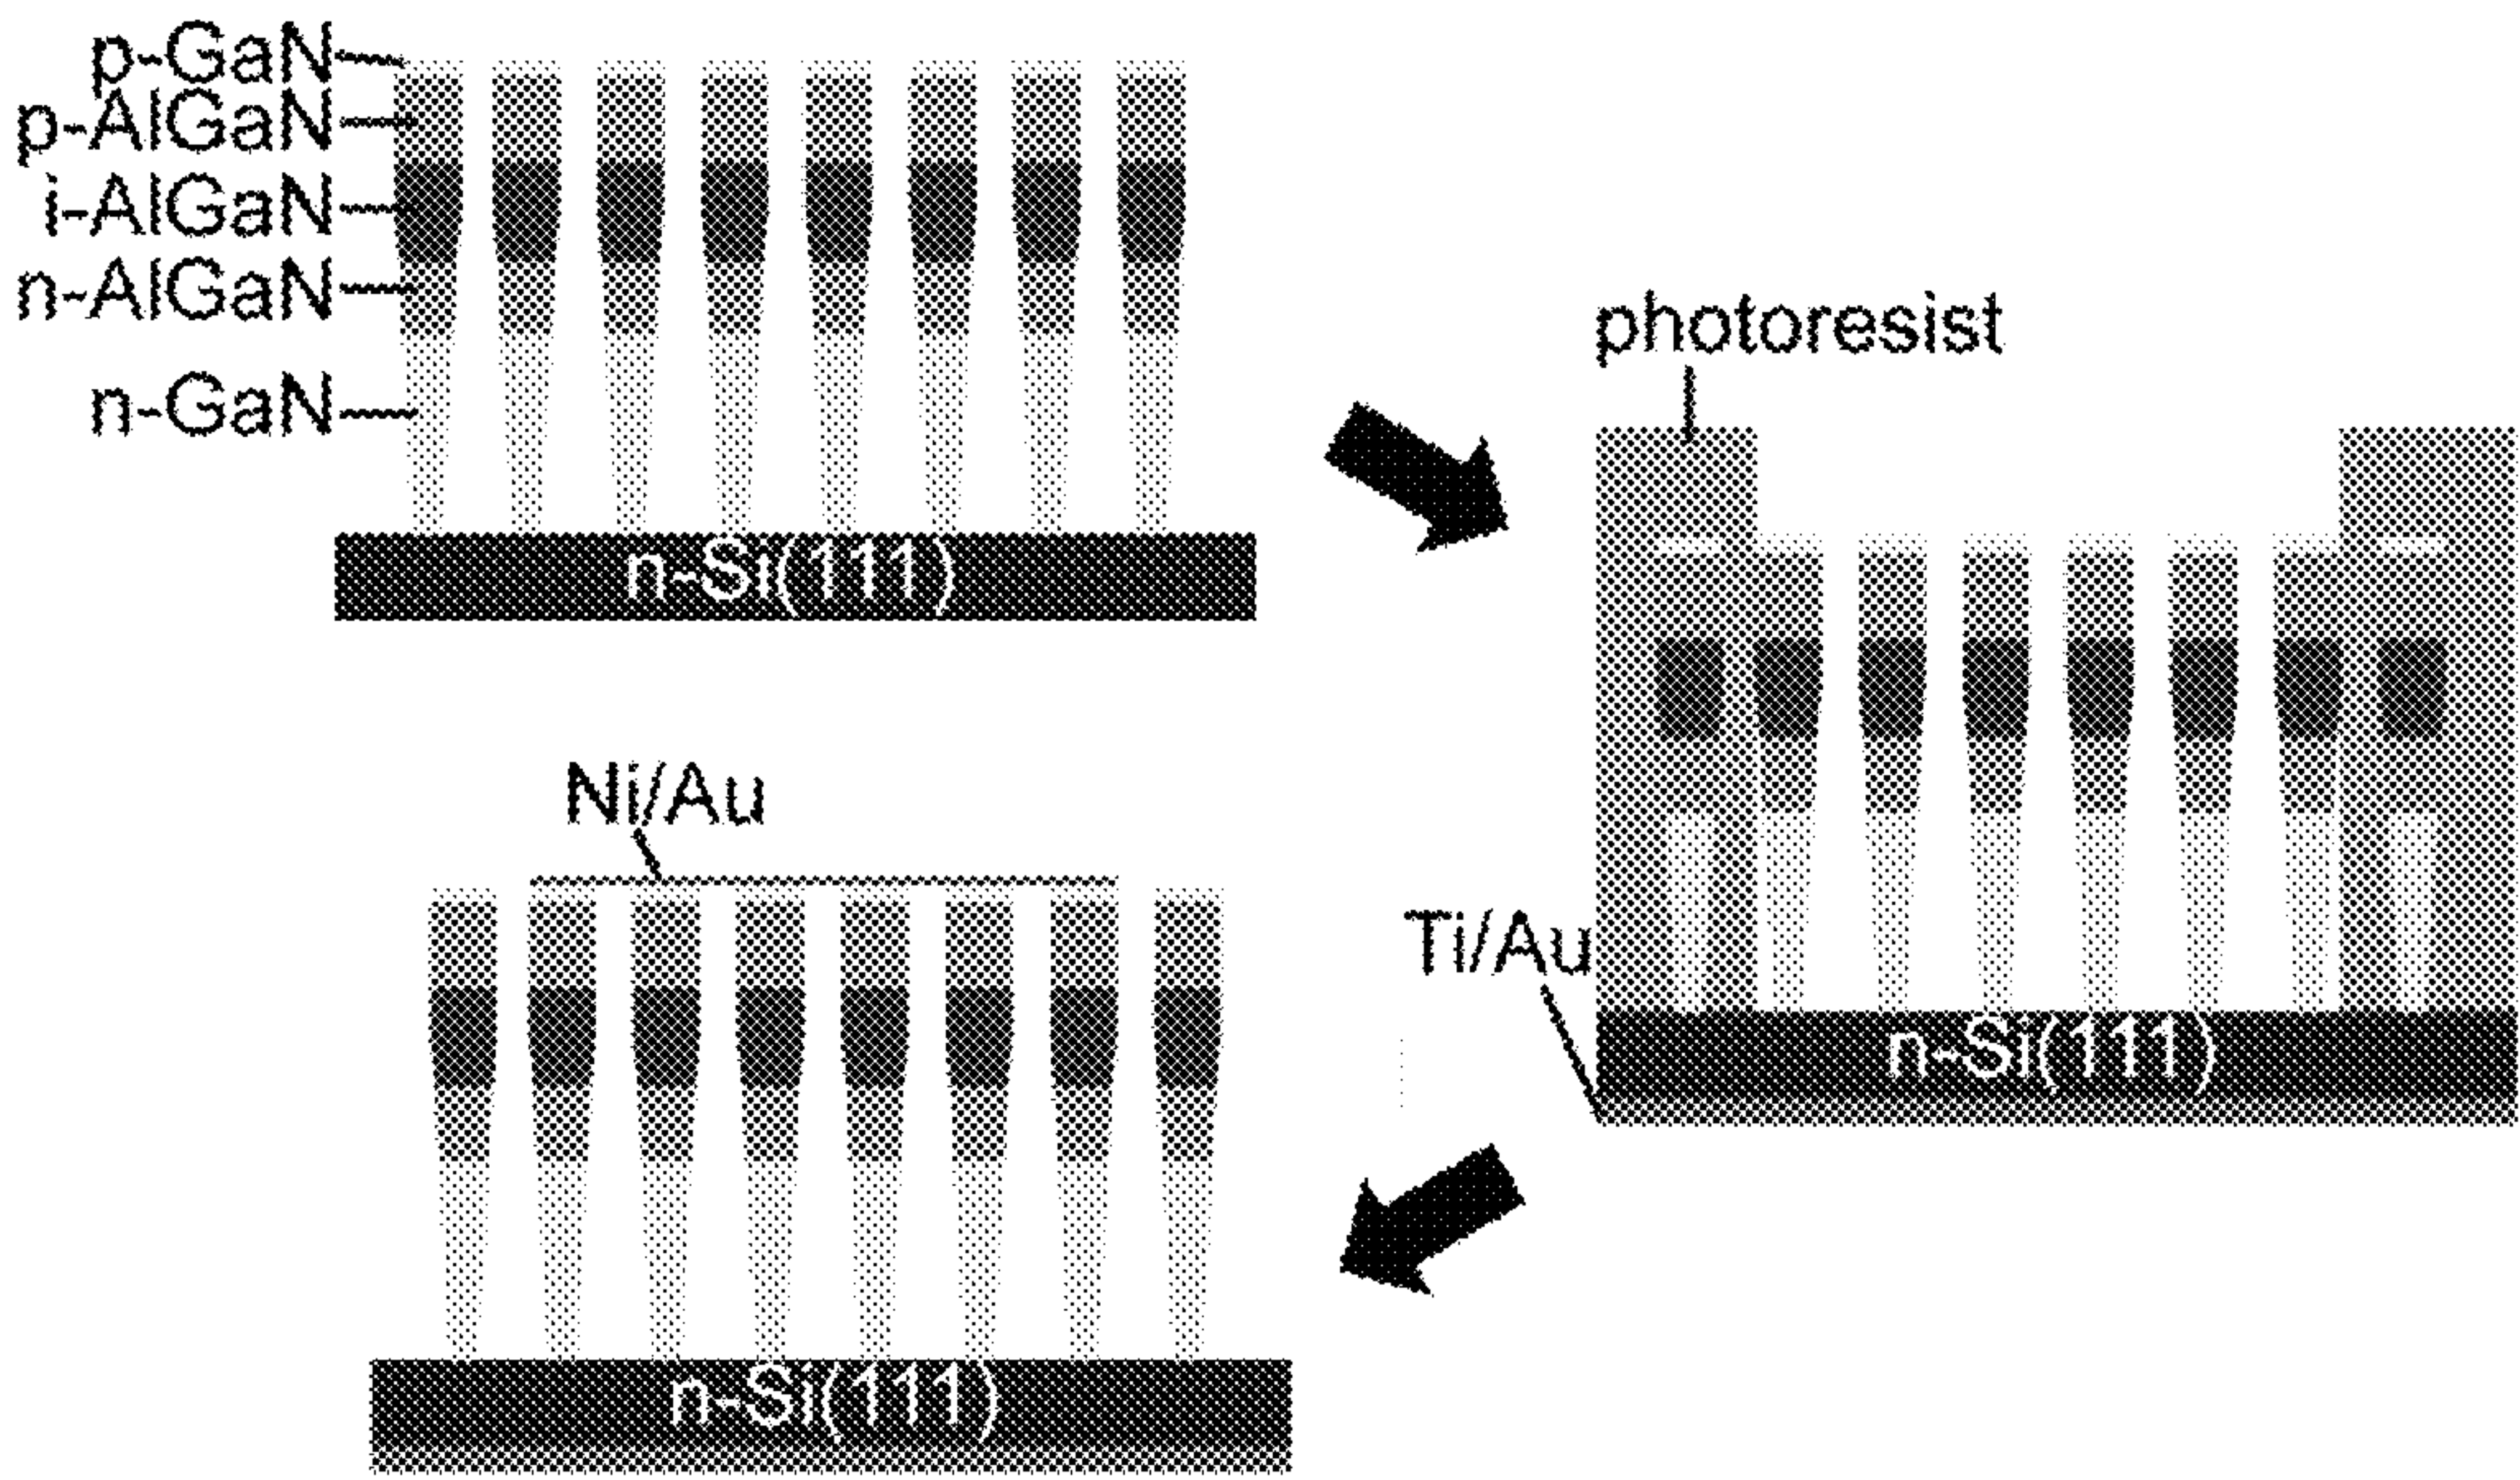 p-GaN
p-AlGaN
i-AlGaN
n-AlGaN
n-GaN
n-Si(111)
photoresist
Ti/Au
n-Si(111)
Ni/Au
n-Si(111)